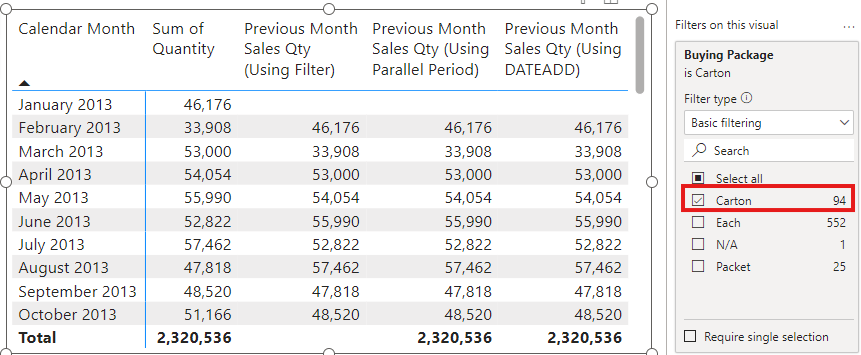 Calendar Month Sum of Quantity Previous Month Sales Qty (Using Filter) Previous Month Sales Qty (Using Parallel Period) Previous Month Sales Qty (Using DATEADD)
January 2013 46,176
February 2013 33,908 46,176 46,176 46,176
March 2013 53,000 33,908 33,908 33,908
April 2013 54,054 53,000 53,000 53,000
May 2013 55,990 54,054 54,054 54,054
June 2013 52,822 55,990 55,990 55,990
July 2013 57,462 52,822 52,822 52,822
August 2013 47,818 57,462 57,462 57,462
September 2013 48,520 47,818 47,818 47,818
October 2013 51,166 48,520 48,520 48,520
Total 2,320,536 2,320,536 2,320,536
Filters on this visual ...
Buying Package
is Carton
Filter type
Basic filtering
Search
Select all
Carton 94
Each 552
N/A 1
Packet 25
Require single selection